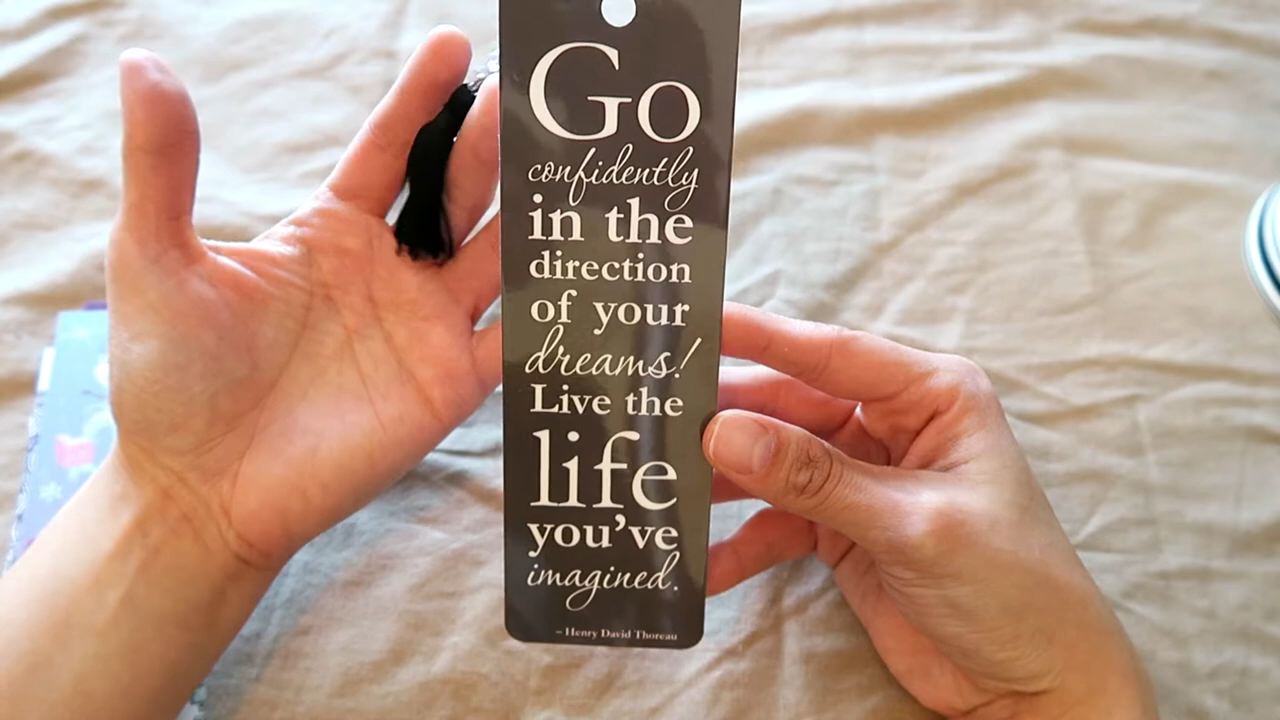 Go
confidently
in the
direction
of your
dreams!
Live the
life
you've
imagined.
– Henry David Thoreau